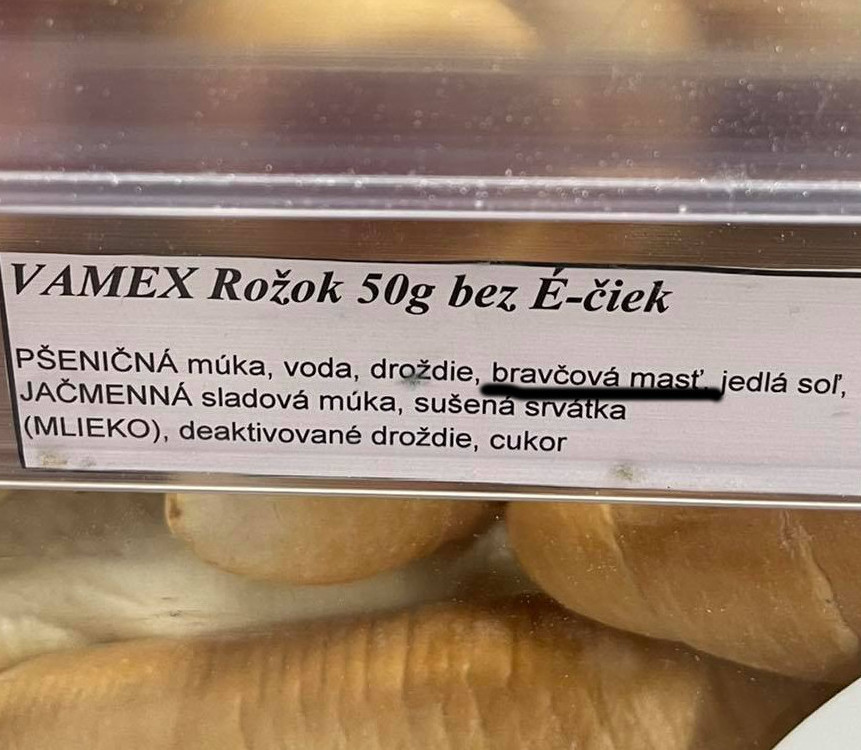 VAMEX Rožok 50g bez É-čiek
PŠENIČNÁ múka, voda, droždie, bravčová masť, jedlá soľ,
JAČMENNÁ sladová múka, sušená srvátka
(MLIEKO), deaktivované droždie, cukor